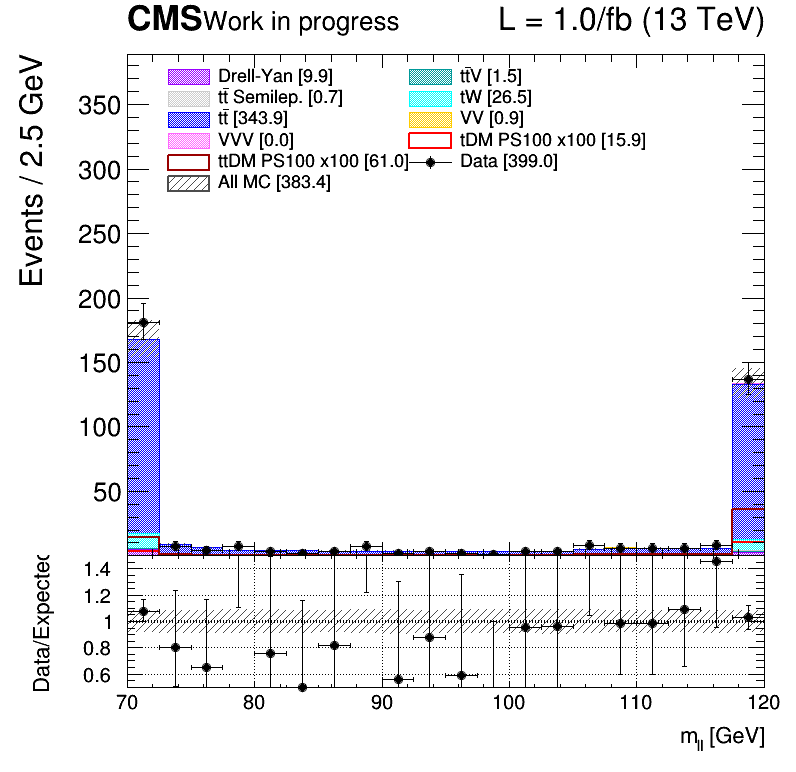 CMS Work in progress L = 1.0/fb (13 TeV)
Drell-Yan [9.9] tt̄V [1.5]
tt̄ Semilep. [0.7] tW [26.5]
tt̄ [343.9] VV [0.9]
VVV [0.0] tDM PS100 x100 [15.9]
ttDM PS100 x100 [61.0] Data [399.0]
All MC [383.4]
Events / 2.5 GeV
350
300
250
200
150
100
50
Data/Expected
1.4
1.2
1
0.8
0.6
70 80 90 100 110 120
m_ll [GeV]